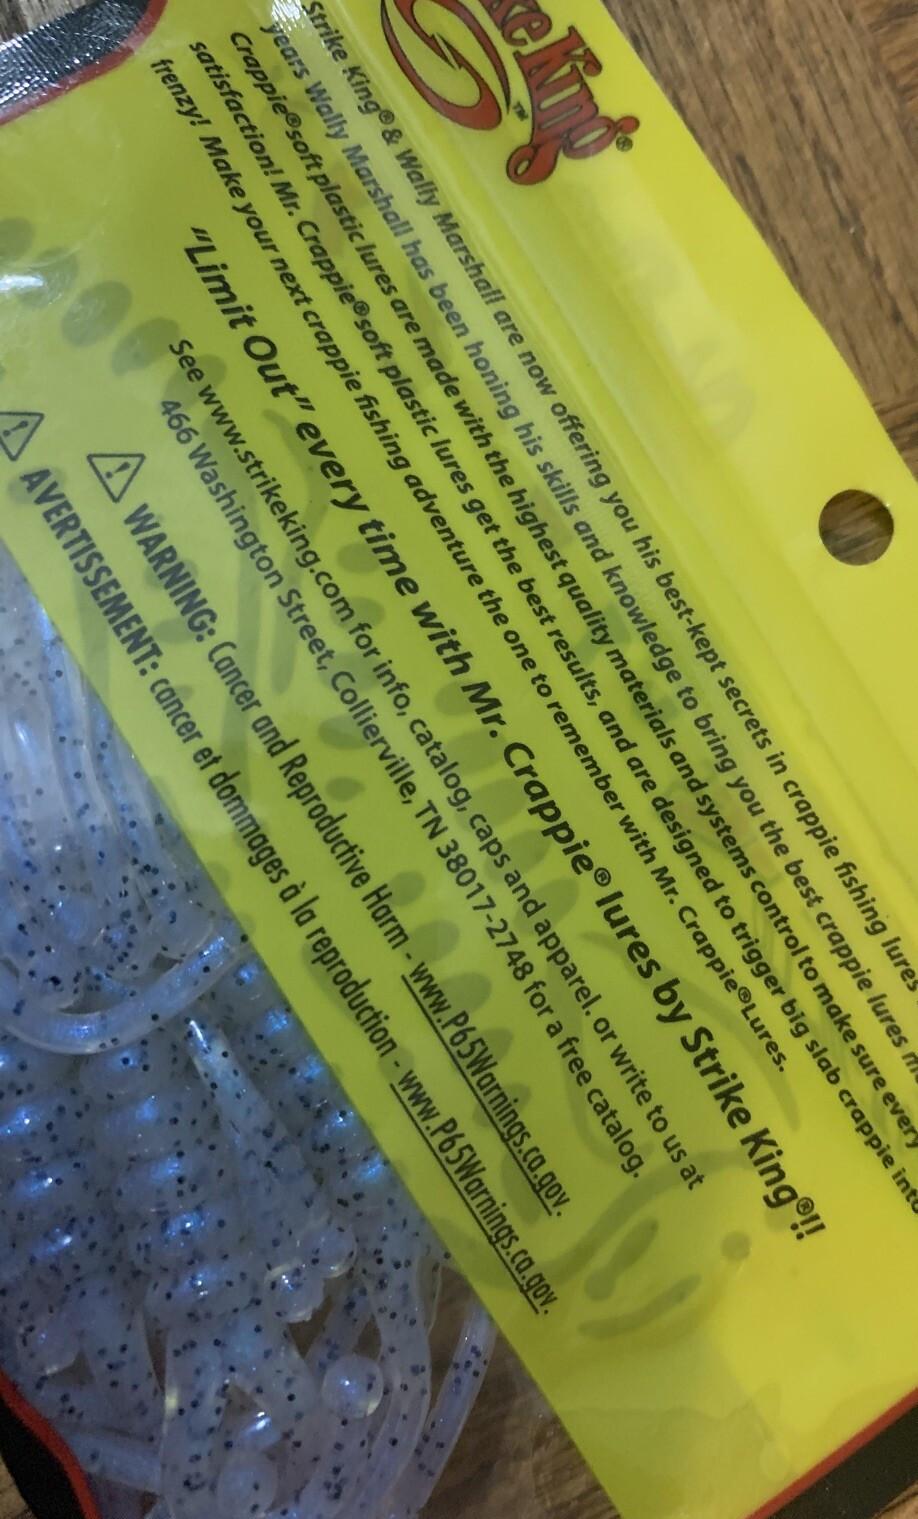 ke King®
TM
Strike King® & Wally Marshall are now offering you his best-kept secrets in crappie fishing lures
years Wally Marshall has been honing his skills and knowledge to bring you the best crappie lures
Crappie® soft plastic lures are made with the highest quality materials and systems control to make sure every
satisfaction! Mr. Crappie® soft plastic lures get the best results, and are designed to trigger big slab crappie into
frenzy! Make your next crappie fishing adventure the one to remember with Mr. Crappie® Lures.
"Limit Out" every time with Mr. Crappie® lures by Strike King®!!
See www.strikeking.com for info, catalog, caps and apparel. or write to us at
466 Washington Street, Collierville, TN 38017-2748 for a free catalog.
WARNING: Cancer and Reproductive Harm - www.P65Warnings.ca.gov.
AVERTISSEMENT: cancer et dommages à la reproduction - www.P65Warnings.ca.gov.